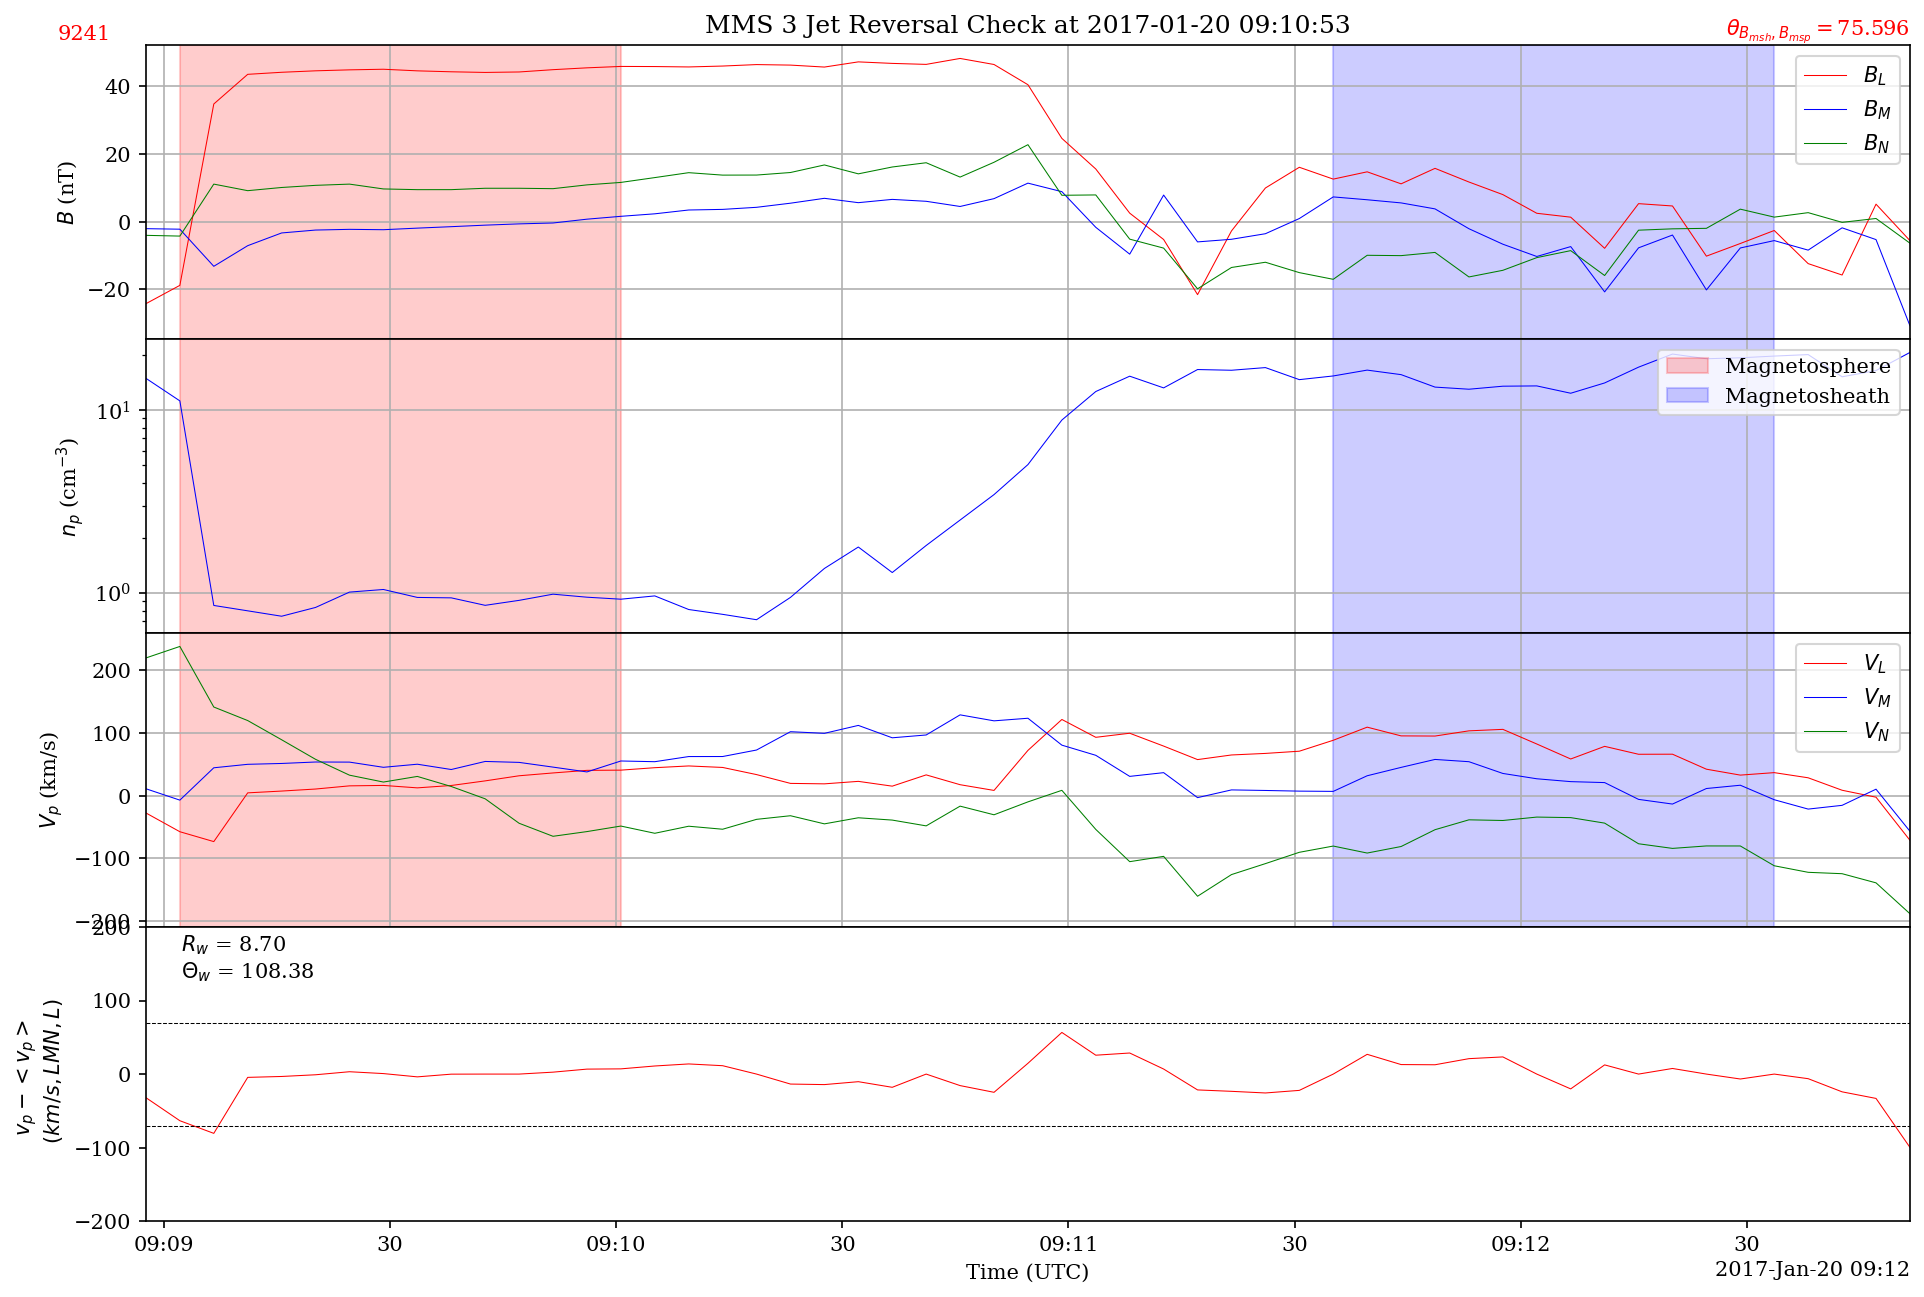 9241
MMS 3 Jet Reversal Check at 2017-01-20 09:10:53
θ_{B_{msh}, B_{msp}} = 75.596
40
20
0
−20
B (nT)
B_L
B_M
B_N
10^1
10^0
n_p (cm^{−3})
Magnetosphere
Magnetosheath
200
100
0
−100
−200
V_p (km/s)
V_L
V_M
V_N
200
100
0
−100
−200
v_p − < v_p >
(km/s, LMN, L)
R_w = 8.70
Θ_w = 108.38
09:09 30 09:10 30 09:11 30 09:12 30
Time (UTC)
2017-Jan-20 09:12